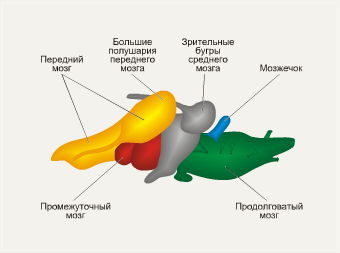 Передний
мозг
Большие
полушария
переднего
мозга
Зрительные
бугры
среднего
мозга
Мозжечок
Промежуточный
мозг
Продолговатый
мозг